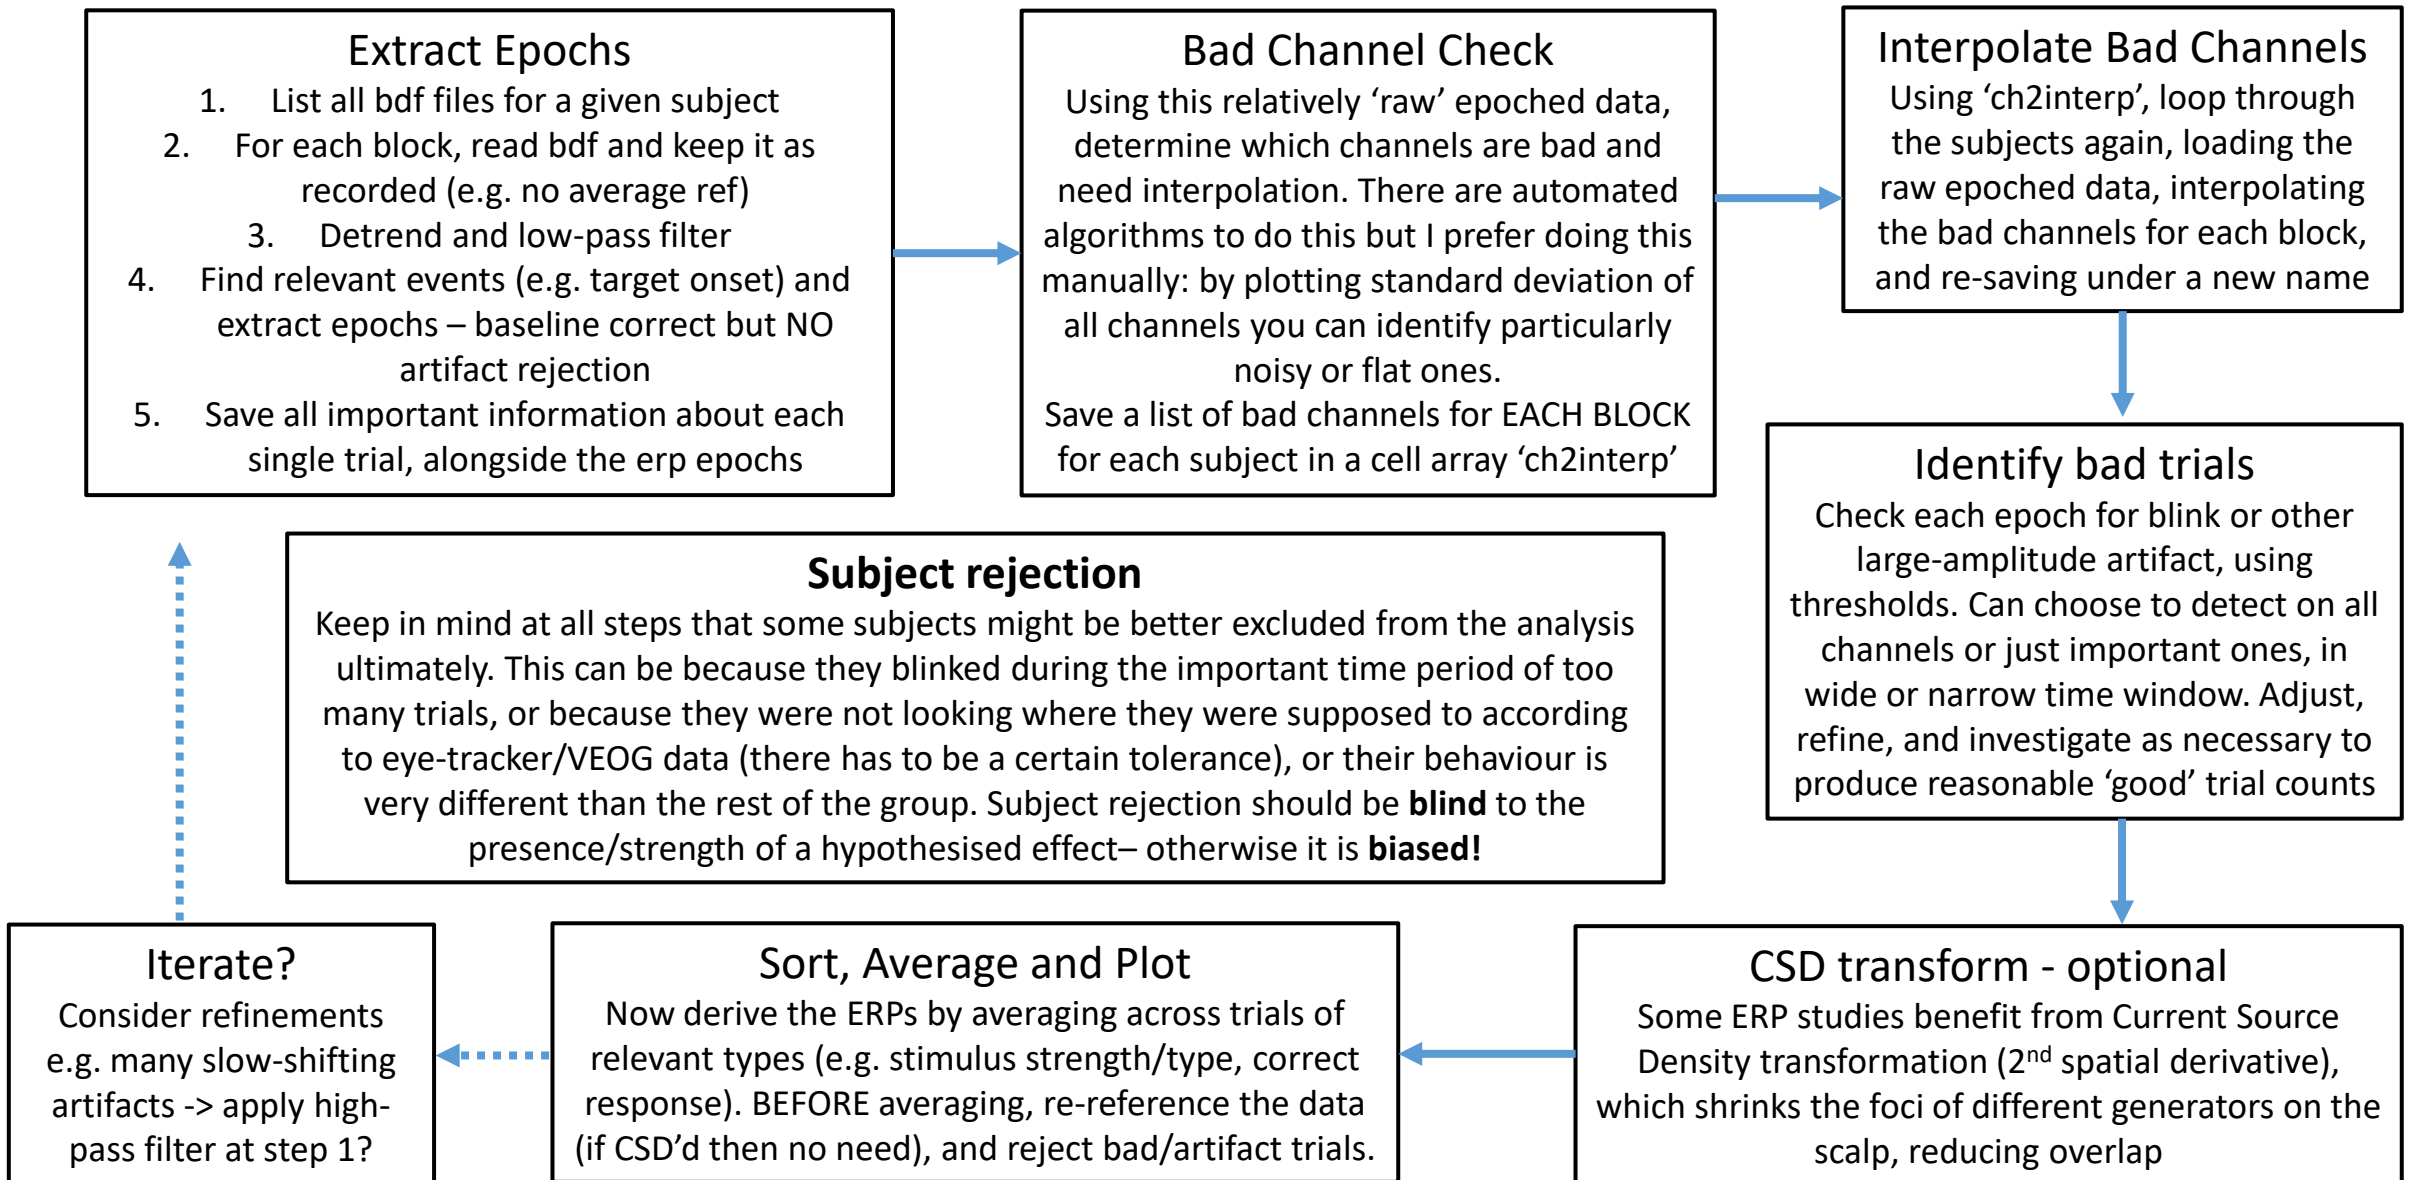 Extract Epochs
1. List all bdf files for a given subject
2. For each block, read bdf and keep it as
recorded (e.g. no average ref)
3. Detrend and low-pass filter
4. Find relevant events (e.g. target onset) and
extract epochs – baseline correct but NO
artifact rejection
5. Save all important information about each
single trial, alongside the erp epochs
Bad Channel Check
Using this relatively ‘raw’ epoched data,
determine which channels are bad and
need interpolation. There are automated
algorithms to do this but I prefer doing this
manually: by plotting standard deviation of
all channels you can identify particularly
noisy or flat ones.
Save a list of bad channels for EACH BLOCK
for each subject in a cell array ‘ch2interp’
Interpolate Bad Channels
Using ‘ch2interp’, loop through
the subjects again, loading the
raw epoched data, interpolating
the bad channels for each block,
and re-saving under a new name
Identify bad trials
Check each epoch for blink or other
large-amplitude artifact, using
thresholds. Can choose to detect on all
channels or just important ones, in
wide or narrow time window. Adjust,
refine, and investigate as necessary to
produce reasonable ‘good’ trial counts
Subject rejection
Keep in mind at all steps that some subjects might be better excluded from the analysis
ultimately. This can be because they blinked during the important time period of too
many trials, or because they were not looking where they were supposed to according
to eye-tracker/VEOG data (there has to be a certain tolerance), or their behaviour is
very different than the rest of the group. Subject rejection should be blind to the
presence/strength of a hypothesised effect– otherwise it is biased!
CSD transform - optional
Some ERP studies benefit from Current Source
Density transformation (2nd spatial derivative),
which shrinks the foci of different generators on the
scalp, reducing overlap
Sort, Average and Plot
Now derive the ERPs by averaging across trials of
relevant types (e.g. stimulus strength/type, correct
response). BEFORE averaging, re-reference the data
(if CSD’d then no need), and reject bad/artifact trials.
Iterate?
Consider refinements
e.g. many slow-shifting
artifacts -> apply high-
pass filter at step 1?